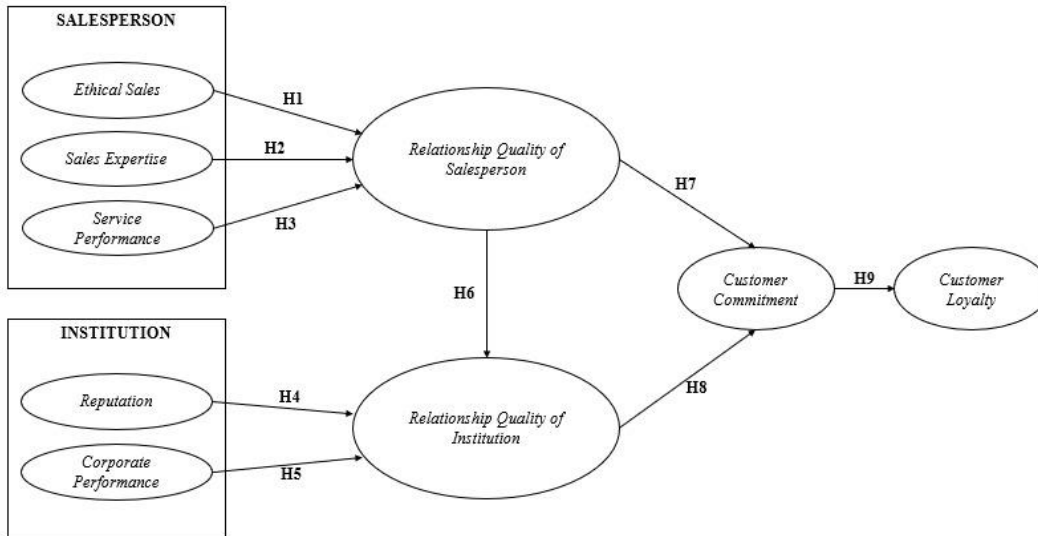 SALESPERSON
Ethical Sales
H1
Sales Expertise
H2
Service
Performance
H3
Relationship Quality of
Salesperson
H7
H6
Customer
Commitment
H9
Customer
Loyalty
INSTITUTION
Reputation
H4
Corporate
Performance
H5
Relationship Quality of
Institution
H8